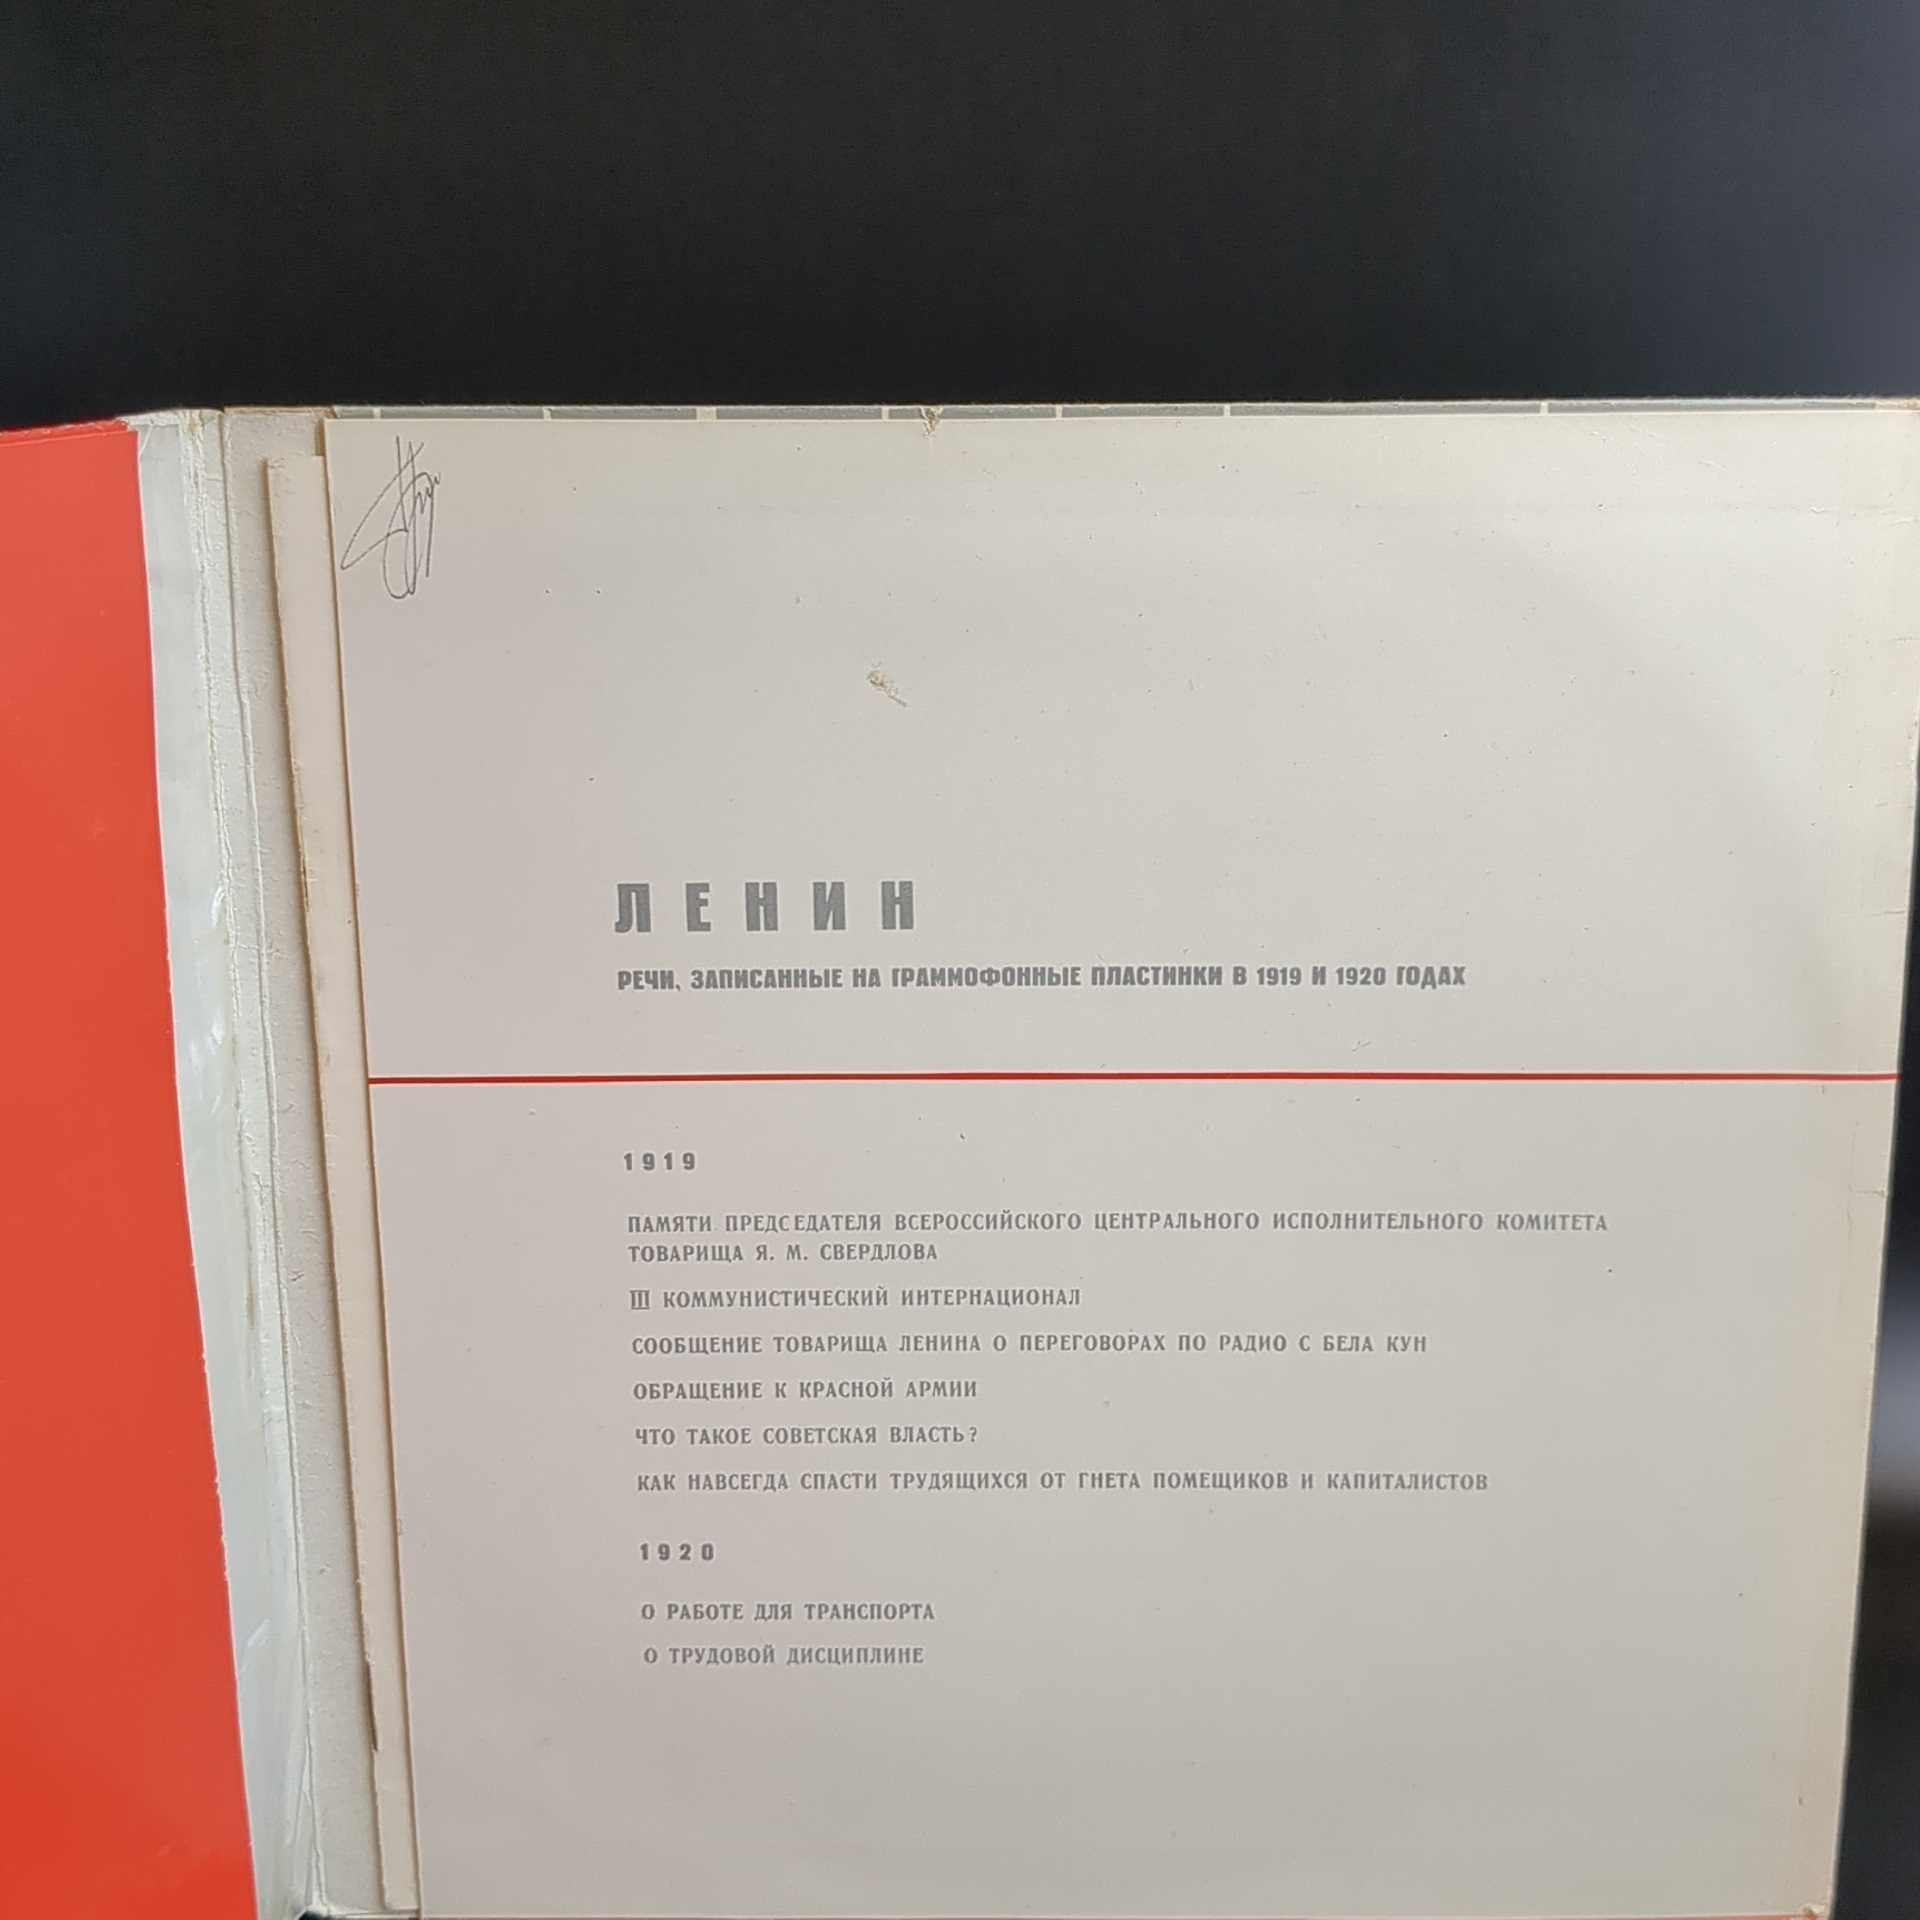 ЛЕНИН
РЕЧИ, ЗАПИСАННЫЕ НА ГРАММОФОННЫЕ ПЛАСТИНКИ В 1919 И 1920 ГОДАХ
1919
ПАМЯТИ ПРЕДСЕДАТЕЛЯ ВСЕРОССИЙСКОГО ЦЕНТРАЛЬНОГО ИСПОЛНИТЕЛЬНОГО КОМИТЕТА
ТОВАРИЩА Я. М. СВЕРДЛОВА
III КОММУНИСТИЧЕСКИЙ ИНТЕРНАЦИОНАЛ
СООБЩЕНИЕ ТОВАРИЩА ЛЕНИНА О ПЕРЕГОВОРАХ ПО РАДИО С БЕЛА КУН
ОБРАЩЕНИЕ К КРАСНОЙ АРМИИ
ЧТО ТАКОЕ СОВЕТСКАЯ ВЛАСТЬ?
КАК НАВСЕГДА СПАСТИ ТРУДЯЩИХСЯ ОТ ГНЕТА ПОМЕЩИКОВ И КАПИТАЛИСТОВ
1920
О РАБОТЕ ДЛЯ ТРАНСПОРТА
О ТРУДОВОЙ ДИСЦИПЛИНЕ